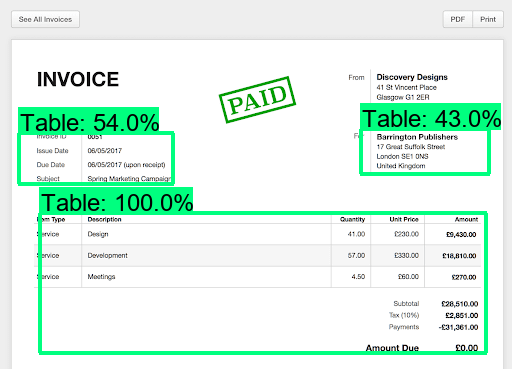 See All Invoices
PDF
Print
INVOICE
PAID
From
Discovery Designs
41 St Vincent Place
Glasgow G1 2ER
Table: 54.0%
Table: 43.0%
Invoice ID
0051
Barrington Publishers
Issue Date
06/05/2017
17 Great Suffolk Street
Due Date
06/05/2017 (upon receipt)
London SE1 0NS
Subject
Spring Marketing Campaign
United Kingdom
Table: 100.0%
Item Type Description Quantity Unit Price Amount
Service Design 41.00 £230.00 £9,430.00
Service Development 57.00 £330.00 £18,810.00
Service Meetings 4.50 £60.00 £270.00
Subtotal £28,510.00
Tax (10%) £2,851.00
Payments -£31,361.00
Amount Due £0.00